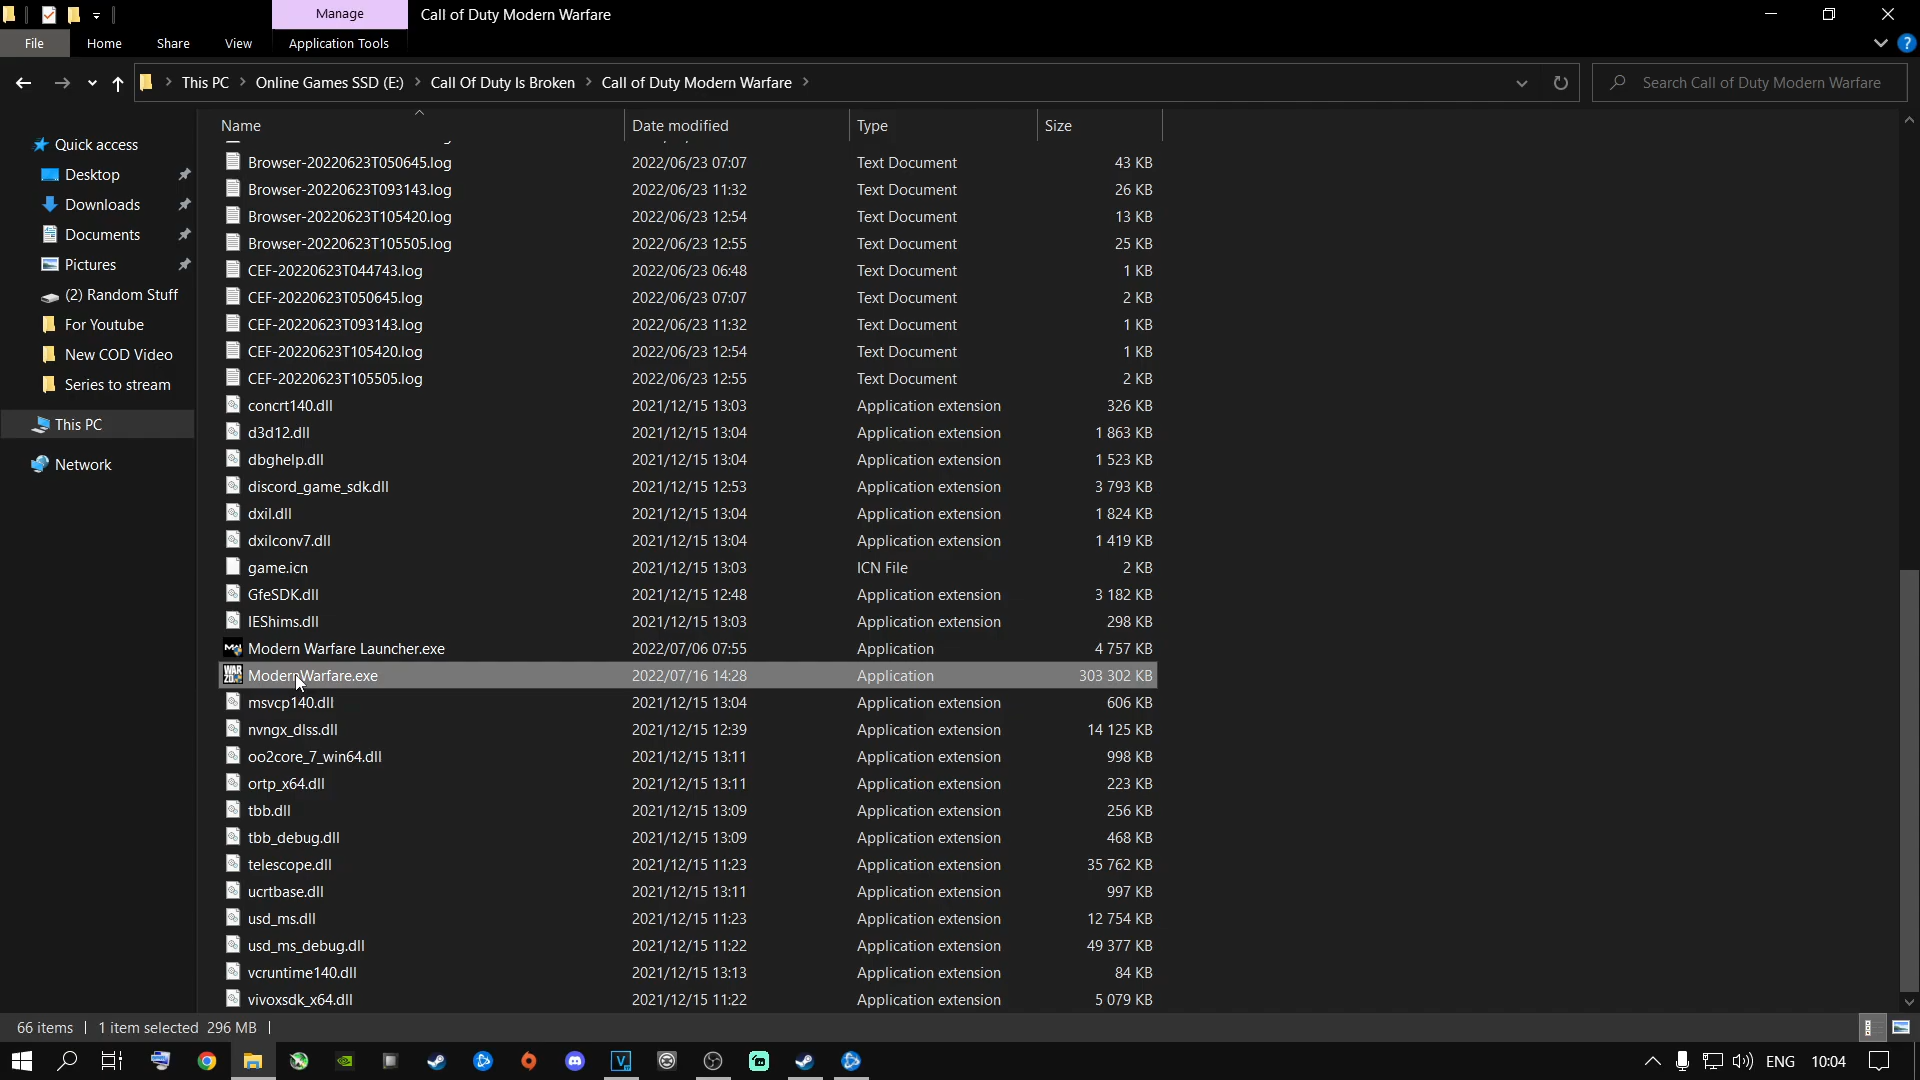 Manage
Call of Duty Modern Warfare
File
Home
Share
View
Application Tools
This PC
Online Games SSD (E:)
Call Of Duty Is Broken
Call of Duty Modern Warfare
Search Call of Duty Modern Warfare
Name
Date modified
Type
Size
Quick access
Desktop
Downloads
Documents
Pictures
(2) Random Stuff
For Youtube
New COD Video
Series to stream
This PC
Network
Browser-20220623T050645.log 2022/06/23 07:07 Text Document 43 KB
Browser-20220623T093143.log 2022/06/23 11:32 Text Document 26 KB
Browser-20220623T105420.log 2022/06/23 12:54 Text Document 13 KB
Browser-20220623T105505.log 2022/06/23 12:55 Text Document 25 KB
CEF-20220623T044743.log 2022/06/23 06:48 Text Document 1 KB
CEF-20220623T050645.log 2022/06/23 07:07 Text Document 2 KB
CEF-20220623T093143.log 2022/06/23 11:32 Text Document 1 KB
CEF-20220623T105420.log 2022/06/23 12:54 Text Document 1 KB
CEF-20220623T105505.log 2022/06/23 12:55 Text Document 2 KB
concrt140.dll 2021/12/15 13:03 Application extension 326 KB
d3d12.dll 2021/12/15 13:04 Application extension 1 863 KB
dbghelp.dll 2021/12/15 13:04 Application extension 1 523 KB
discord_game_sdk.dll 2021/12/15 12:53 Application extension 3 793 KB
dxil.dll 2021/12/15 13:04 Application extension 1 824 KB
dxilconv7.dll 2021/12/15 13:04 Application extension 1 419 KB
game.icn 2021/12/15 13:03 ICN File 2 KB
GfeSDK.dll 2021/12/15 12:48 Application extension 3 182 KB
IEShims.dll 2021/12/15 13:03 Application extension 298 KB
Modern Warfare Launcher.exe 2022/07/06 07:55 Application 4 757 KB
ModernWarfare.exe 2022/07/16 14:28 Application 303 302 KB
msvcp140.dll 2021/12/15 13:04 Application extension 606 KB
nvngx_dlss.dll 2021/12/15 12:39 Application extension 14 125 KB
oo2core_7_win64.dll 2021/12/15 13:11 Application extension 998 KB
ortp_x64.dll 2021/12/15 13:11 Application extension 223 KB
tbb.dll 2021/12/15 13:09 Application extension 256 KB
tbb_debug.dll 2021/12/15 13:09 Application extension 468 KB
telescope.dll 2021/12/15 11:23 Application extension 35 762 KB
ucrtbase.dll 2021/12/15 13:11 Application extension 997 KB
usd_ms.dll 2021/12/15 11:23 Application extension 12 754 KB
usd_ms_debug.dll 2021/12/15 11:22 Application extension 49 377 KB
vcruntime140.dll 2021/12/15 13:13 Application extension 84 KB
vivoxsdk_x64.dll 2021/12/15 11:22 Application extension 5 079 KB
66 items
1 item selected 296 MB
ENG
10:04